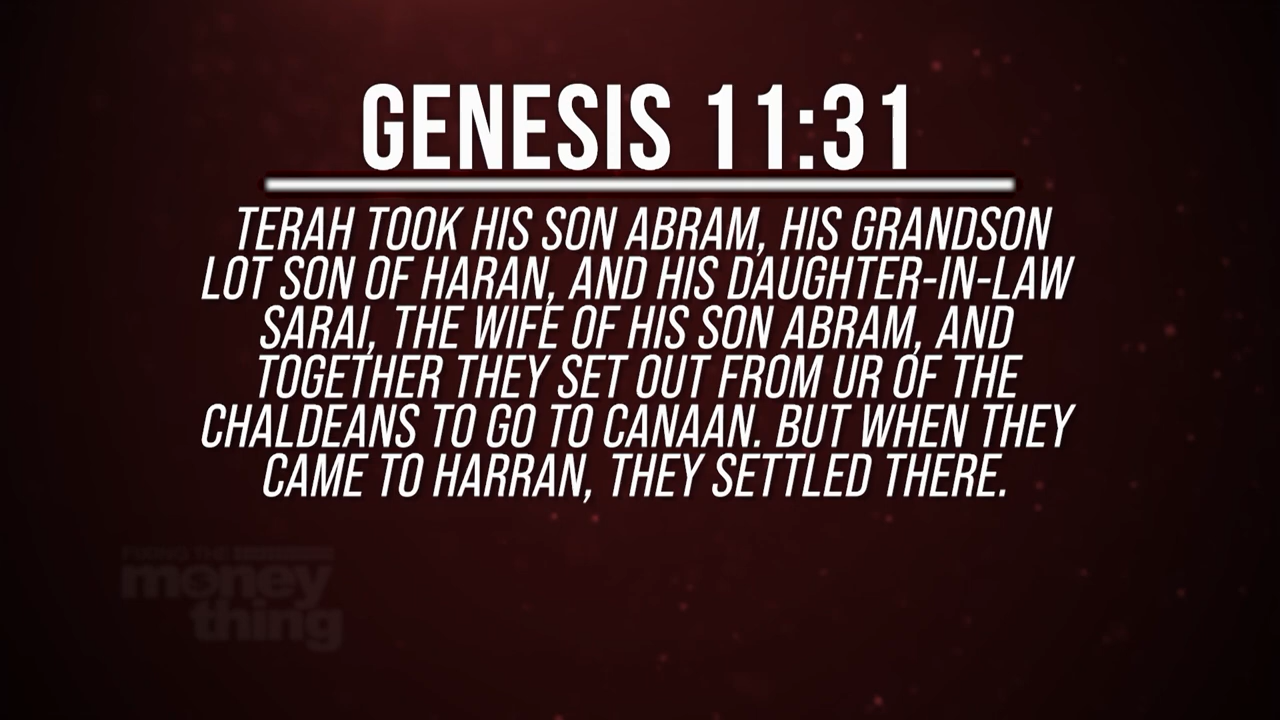 GENESIS 11:31
TERAH TOOK HIS SON ABRAM, HIS GRANDSON
LOT SON OF HARAN, AND HIS DAUGHTER-IN-LAW
SARAI, THE WIFE OF HIS SON ABRAM, AND
TOGETHER THEY SET OUT FROM UR OF THE
CHALDEANS TO GO TO CANAAN. BUT WHEN THEY
CAME TO HARRAN, THEY SETTLED THERE.
FIXING THE
money
thing